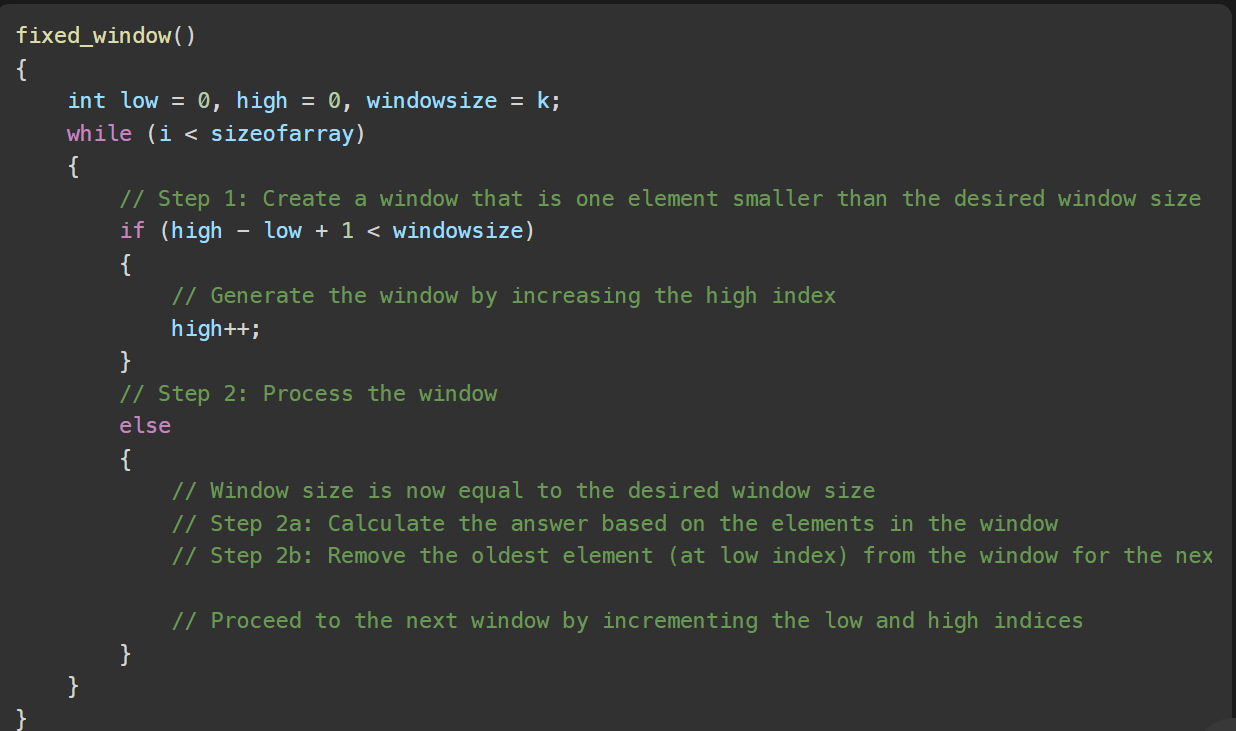 fixed_window()
{
    int low = 0, high = 0, windowsize = k;
    while (i < sizeofarray)
    {
        // Step 1: Create a window that is one element smaller than the desired window size
        if (high - low + 1 < windowsize)
        {
            // Generate the window by increasing the high index
            high++;
        }
        // Step 2: Process the window
        else
        {
            // Window size is now equal to the desired window size
            // Step 2a: Calculate the answer based on the elements in the window
            // Step 2b: Remove the oldest element (at low index) from the window for the nex
            // Proceed to the next window by incrementing the low and high indices
        }
    }
}